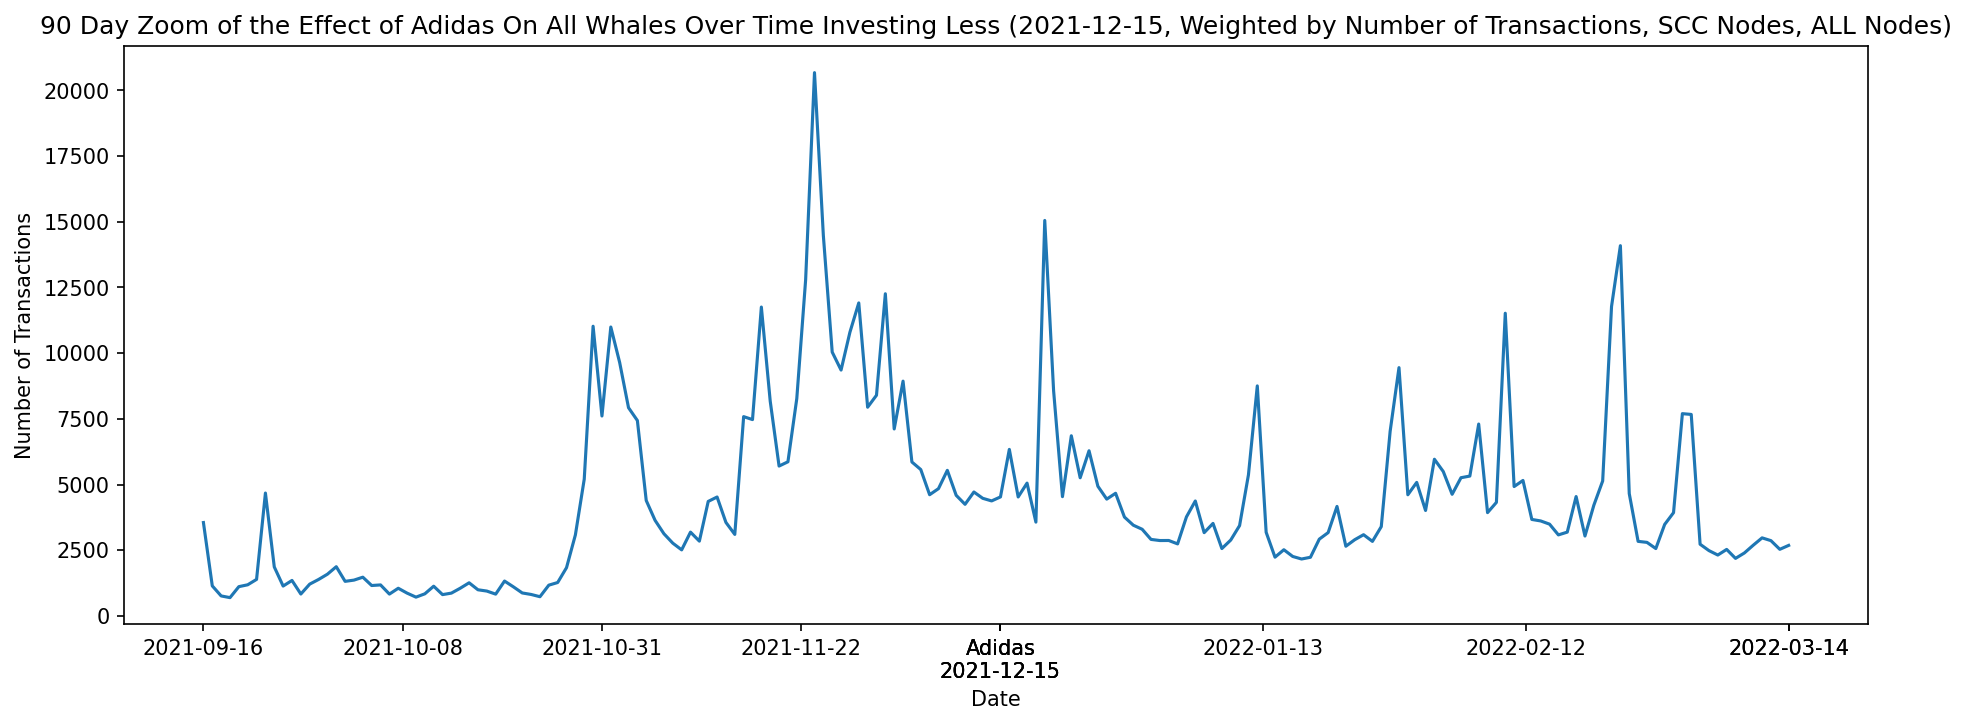 90 Day Zoom of the Effect of Adidas On All Whales Over Time Investing Less (2021-12-15, Weighted by Number of Transactions, SCC Nodes, ALL Nodes)
Number of Transactions
20000
17500
15000
12500
10000
7500
5000
2500
0
2021-09-16 2021-10-08 2021-10-31 2021-11-22 Adidas 2022-01-13 2022-02-12 2022-03-14
2021-12-15
Date